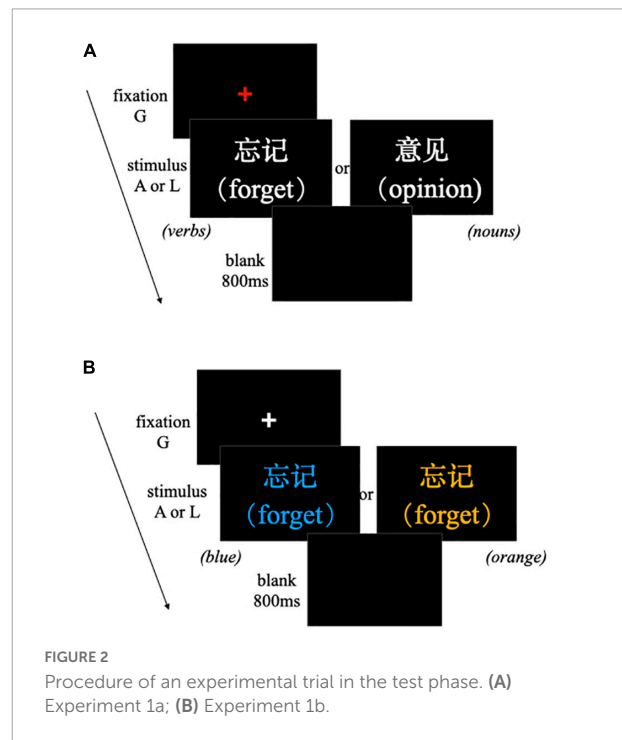 A
fixation
G
忘记
(forget)
stimulus
A or L
or
意见
(opinion)
(verbs)
(nouns)
blank
800ms
B
fixation
G
忘记
(forget)
stimulus
A or L
or
忘记
(forget)
(blue)
(orange)
blank
800ms
FIGURE 2
Procedure of an experimental trial in the test phase. (A)
Experiment 1a; (B) Experiment 1b.